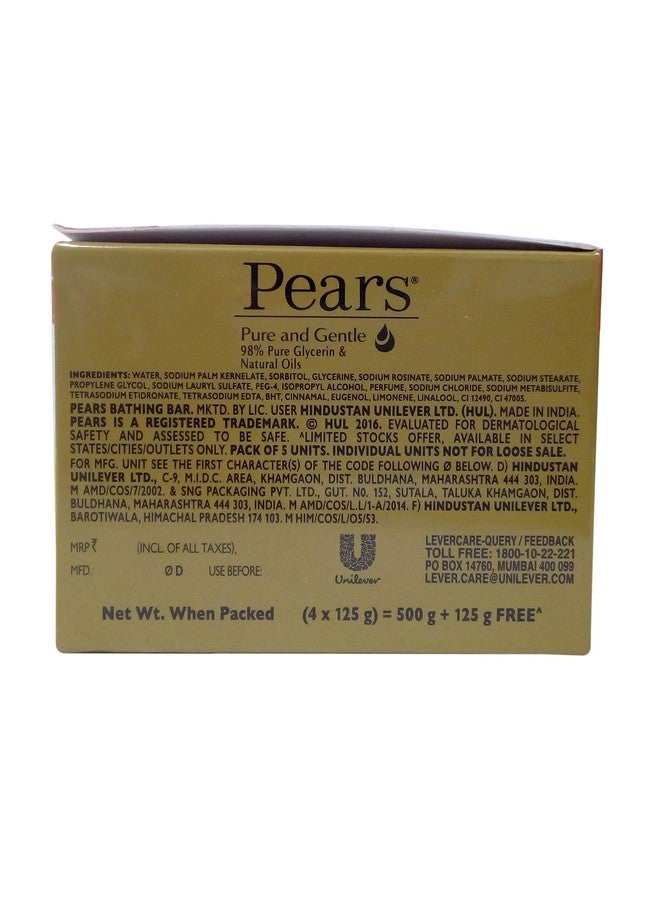 Pears®
Pure and Gentle
98% Pure Glycerin &
Natural Oils
INGREDIENTS: WATER, SODIUM PALM KERNELATE, SORBITOL, GLYCERINE, SODIUM ROSINATE, SODIUM PALMATE, SODIUM STEARATE,
PROPYLENE GLYCOL, SODIUM LAURYL SULFATE, PEG-4, ISOPROPYL ALCOHOL, PERFUME, SODIUM CHLORIDE, SODIUM METABISULFITE,
TETRASODIUM ETIDRONATE, TETRASODIUM EDTA, BHT, CINNAMAL, EUGENOL, LIMONENE, LINALOOL, CI 12490, CI 47005.
PEARS BATHING BAR. MKTD. BY LIC. USER HINDUSTAN UNILEVER LTD. (HUL). MADE IN INDIA.
PEARS IS A REGISTERED TRADEMARK. © HUL 2016. EVALUATED FOR DERMATOLOGICAL
SAFETY AND ASSESSED TO BE SAFE. ^LIMITED STOCKS OFFER, AVAILABLE IN SELECT
STATES/CITIES/OUTLETS ONLY. PACK OF 5 UNITS. INDIVIDUAL UNITS NOT FOR LOOSE SALE.
FOR MFG. UNIT SEE THE FIRST CHARACTER(S) OF THE CODE FOLLOWING Ø BELOW. D) HINDUSTAN
UNILEVER LTD., C-9, M.I.D.C. AREA, KHAMGAON, DIST. BULDHANA, MAHARASHTRA 444 303, INDIA.
M AMD/COS/7/2002. & SNG PACKAGING PVT. LTD., GUT. NO. 152, SUTALA, TALUKA KHAMGAON, DIST.
BULDHANA, MAHARASHTRA 444 303, INDIA. M AMD/COS/L.L/1-A/2014. F) HINDUSTAN UNILEVER LTD.,
BAROTIWALA, HIMACHAL PRADESH 174 103. M HIM/COS/L/05/53.
MRP ₹ (INCL. OF ALL TAXES),
MFD. Ø D USE BEFORE:
Unilever
LEVERCARE-QUERY / FEEDBACK
TOLL FREE: 1800-10-22-221
PO BOX 14760, MUMBAI 400 099
LEVER.CARE@UNILEVER.COM
Net Wt. When Packed (4 x 125 g) = 500 g + 125 g FREE^